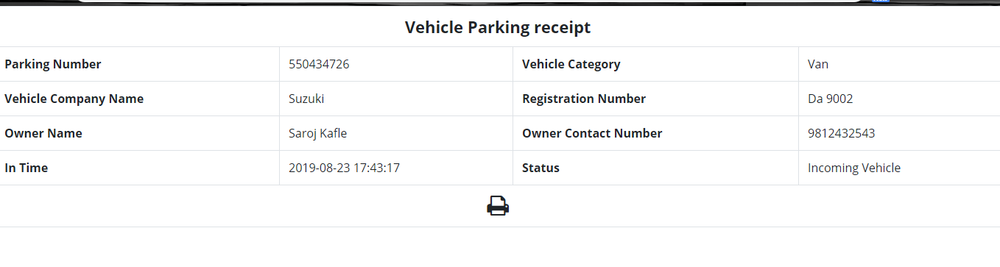 Vehicle Parking receipt
Parking Number 550434726 Vehicle Category Van
Vehicle Company Name Suzuki Registration Number Da 9002
Owner Name Saroj Kafle Owner Contact Number 9812432543
In Time 2019-08-23 17:43:17 Status Incoming Vehicle